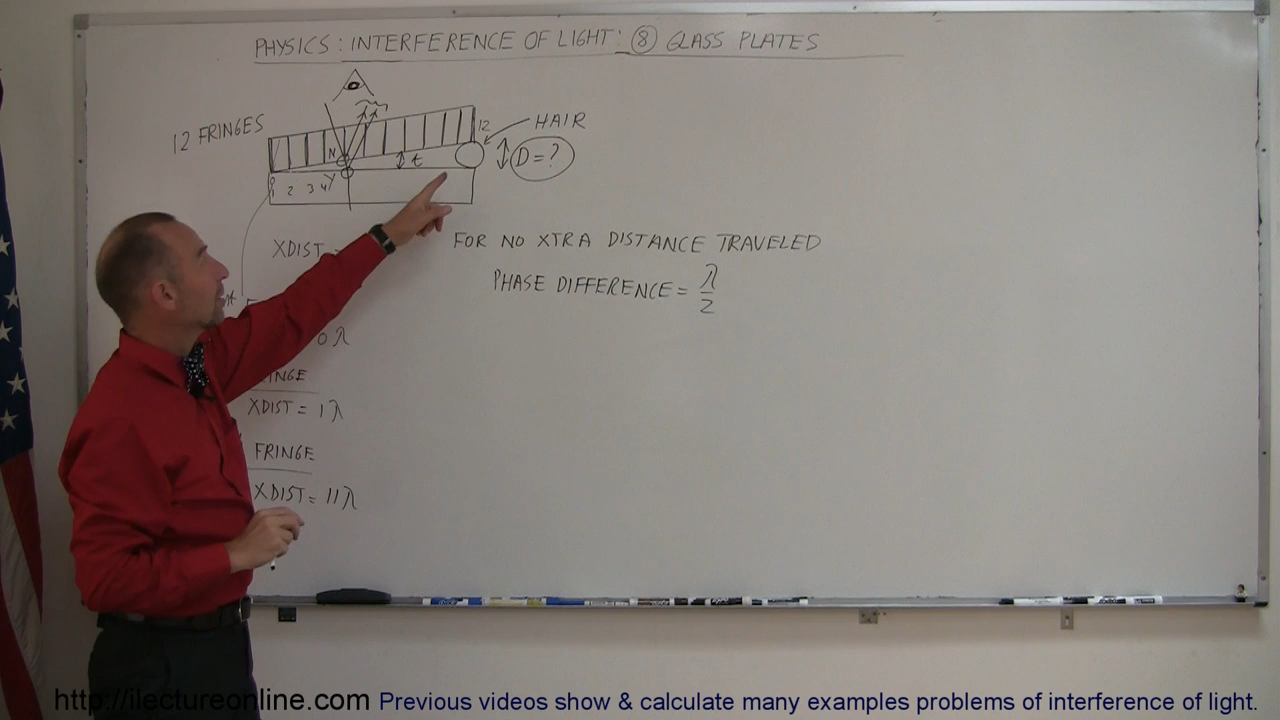 PHYSICS: INTERFERENCE OF LIGHT: 8 GLASS PLATES
12 FRINGES
12
HAIR
N
t
D=?
0 1 2 3 4 Y
XDIST =
FOR NO XTRA DISTANCE TRAVELED
PHASE DIFFERENCE = λ/2
0λ
XDIST = 1λ
FRINGE
XDIST = 11λ
http://ilectureonline.com Previous videos show & calculate many examples problems of interference of light.